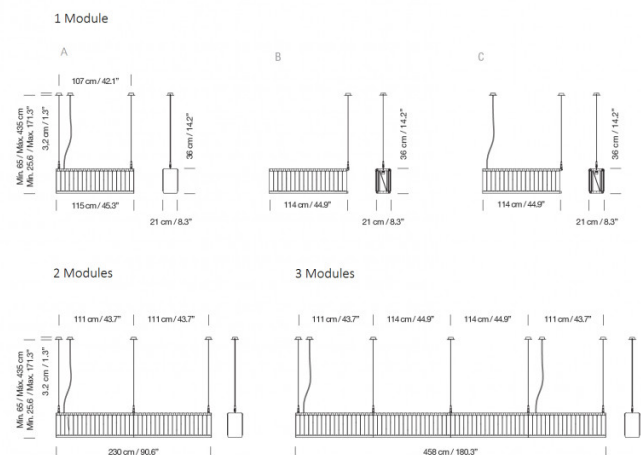 1 Module
A
107 cm / 42.1"
Mín. 65 / Máx. 435 cm
Min. 25.6 / Max. 171.3"
3,2 cm / 1.3"
36 cm / 14.2"
115 cm / 45.3"
21 cm / 8.3"
B
36 cm / 14.2"
114 cm / 44.9"
21 cm / 8.3"
C
36 cm / 14.2"
114 cm / 44.9"
21 cm / 8.3"
2 Modules
111 cm / 43.7"
111 cm / 43.7"
Mín. 65 / Máx. 435 cm
Min. 25.6 / Max. 171.3"
3.2 cm / 1.3"
230 cm / 90.6"
3 Modules
111 cm / 43.7"
114 cm / 44.9"
114 cm / 44.9"
111 cm / 43.7"
458 cm / 180.3"